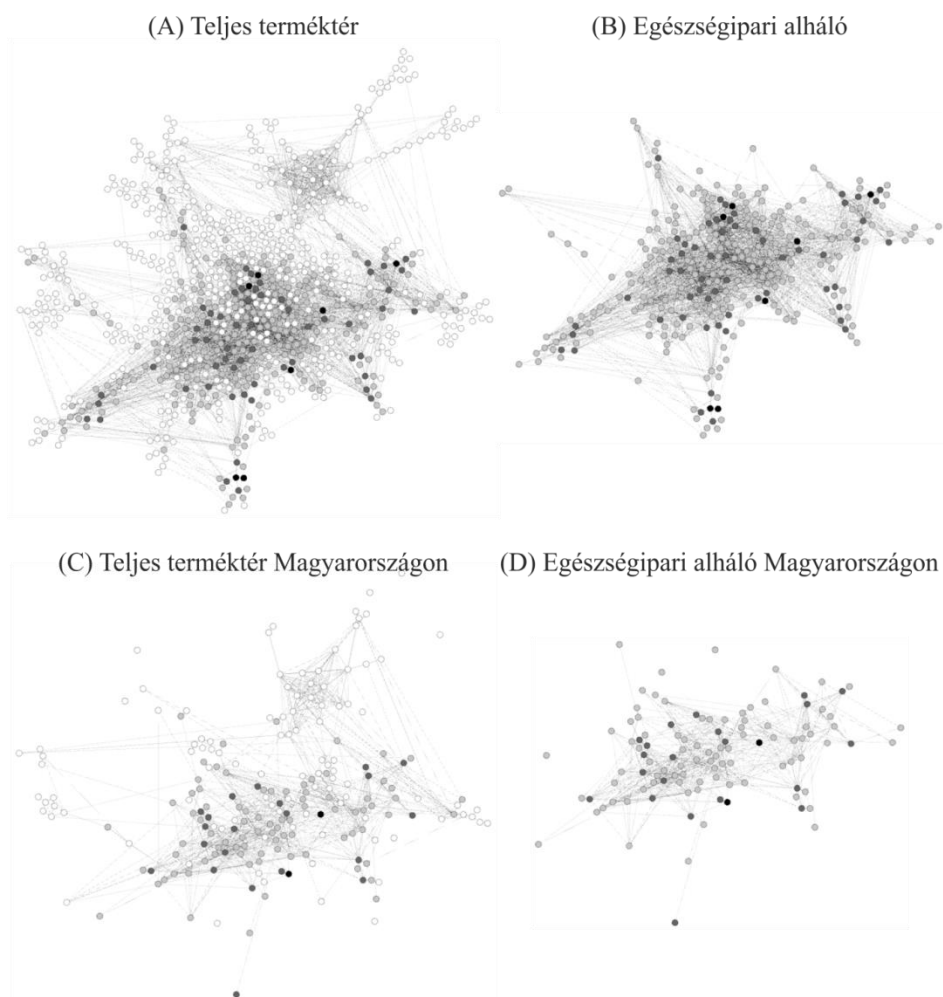 (A) Teljes terméktér
(B) Egészségipari alháló
(C) Teljes terméktér Magyarországon
(D) Egészségipari alháló Magyarországon